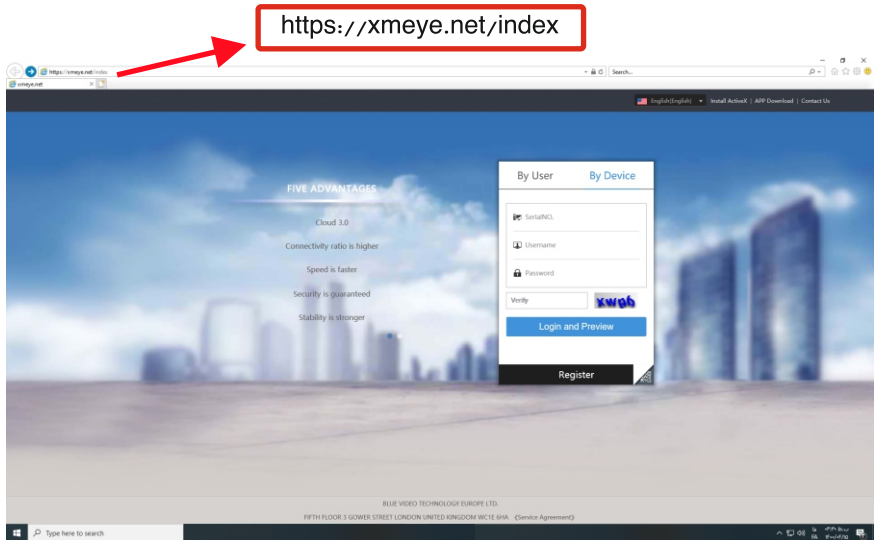 https://xmeye.net/index
https://xmeye.net/index
Search...
xmeye.net
English(English)
Install ActiveX | APP Download | Contact Us
By User
By Device
FIVE ADVANTAGES
Cloud 3.0
Connectivity ratio is higher
Speed is faster
Security is guaranteed
Stability is stronger
SerialNO.
Username
Password
Verify
xwpb
Login and Preview
Register
BLUE VIDEO TECHNOLOGY EUROPE LTD.
FIFTH FLOOR 3 GOWER STREET LONDON UNITED KINGDOM WC1E 6HA 《Service Agreement》
Type here to search